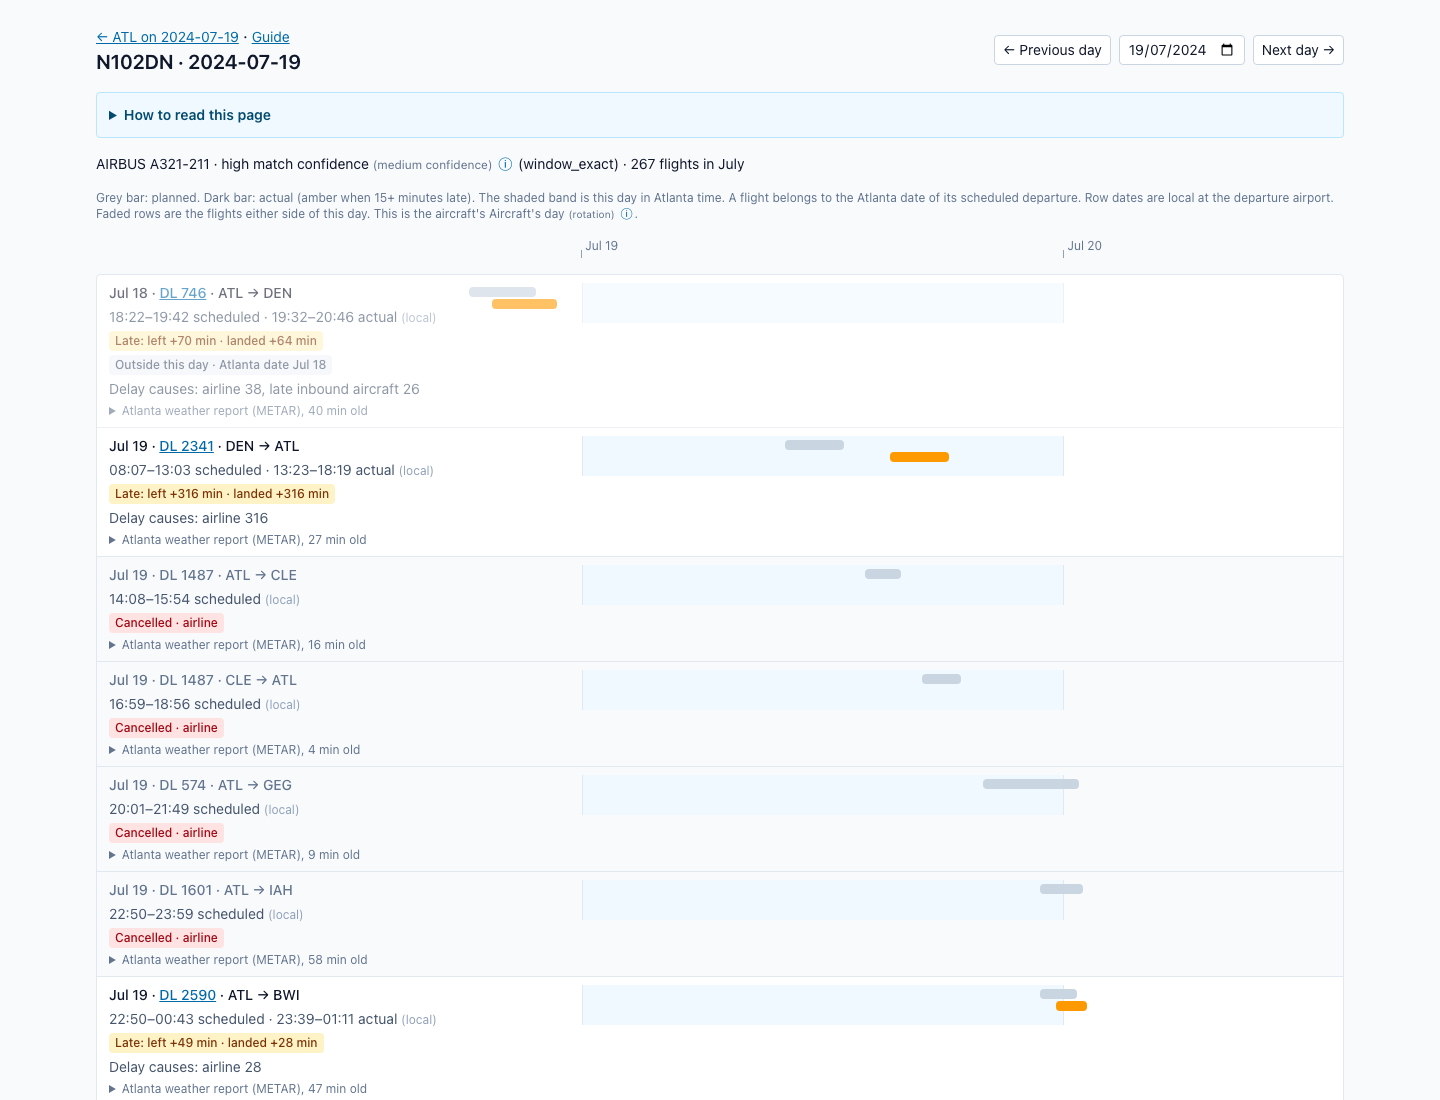 ← ATL on 2024-07-19 · Guide
N102DN · 2024-07-19
← Previous day
19/07/2024
Next day →
▶ How to read this page
AIRBUS A321-211 · high match confidence (medium confidence) ⓘ (window_exact) · 267 flights in July
Grey bar: planned. Dark bar: actual (amber when 15+ minutes late). The shaded band is this day in Atlanta time. A flight belongs to the Atlanta date of its scheduled departure. Row dates are local at the departure airport.
Faded rows are the flights either side of this day. This is the aircraft's Aircraft's day (rotation) ⓘ.
Jul 19
Jul 20
Jul 18 · DL 746 · ATL → DEN
18:22–19:42 scheduled · 19:32–20:46 actual (local)
Late: left +70 min · landed +64 min
Outside this day · Atlanta date Jul 18
Delay causes: airline 38, late inbound aircraft 26
▶ Atlanta weather report (METAR), 40 min old
Jul 19 · DL 2341 · DEN → ATL
08:07–13:03 scheduled · 13:23–18:19 actual (local)
Late: left +316 min · landed +316 min
Delay causes: airline 316
▶ Atlanta weather report (METAR), 27 min old
Jul 19 · DL 1487 · ATL → CLE
14:08–15:54 scheduled (local)
Cancelled · airline
▶ Atlanta weather report (METAR), 16 min old
Jul 19 · DL 1487 · CLE → ATL
16:59–18:56 scheduled (local)
Cancelled · airline
▶ Atlanta weather report (METAR), 4 min old
Jul 19 · DL 574 · ATL → GEG
20:01–21:49 scheduled (local)
Cancelled · airline
▶ Atlanta weather report (METAR), 9 min old
Jul 19 · DL 1601 · ATL → IAH
22:50–23:59 scheduled (local)
Cancelled · airline
▶ Atlanta weather report (METAR), 58 min old
Jul 19 · DL 2590 · ATL → BWI
22:50–00:43 scheduled · 23:39–01:11 actual (local)
Late: left +49 min · landed +28 min
Delay causes: airline 28
▶ Atlanta weather report (METAR), 47 min old